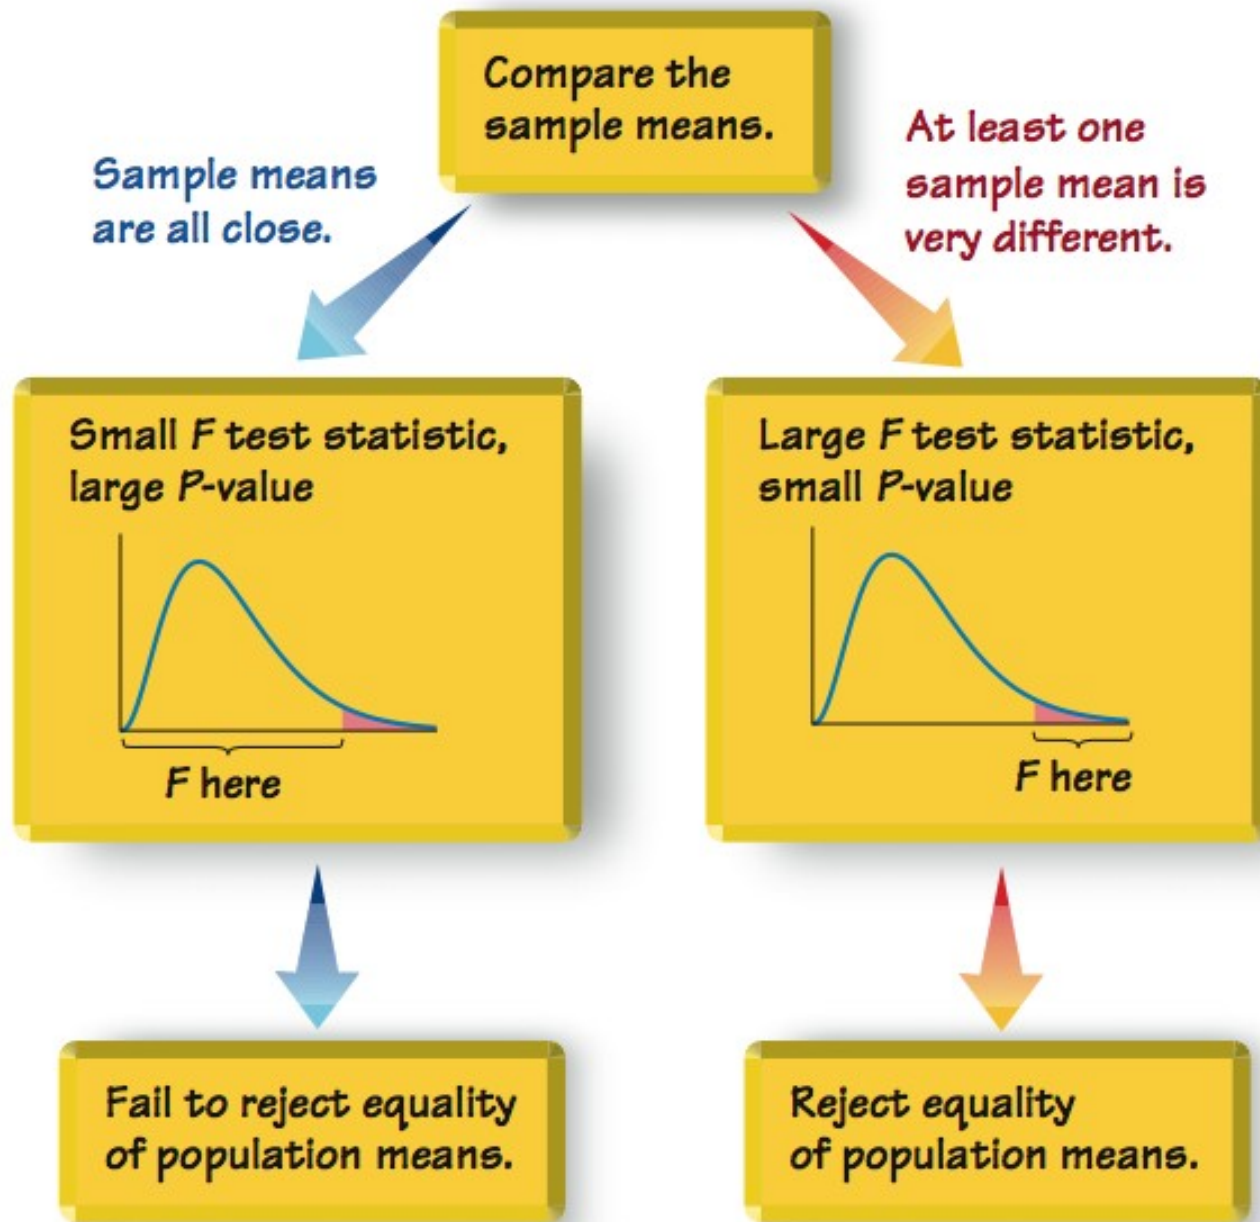 Compare the
sample means.
Sample means
are all close.
At least one
sample mean is
very different.
Small F test statistic,
large P-value
F here
Large F test statistic,
small P-value
F here
Fail to reject equality
of population means.
Reject equality
of population means.